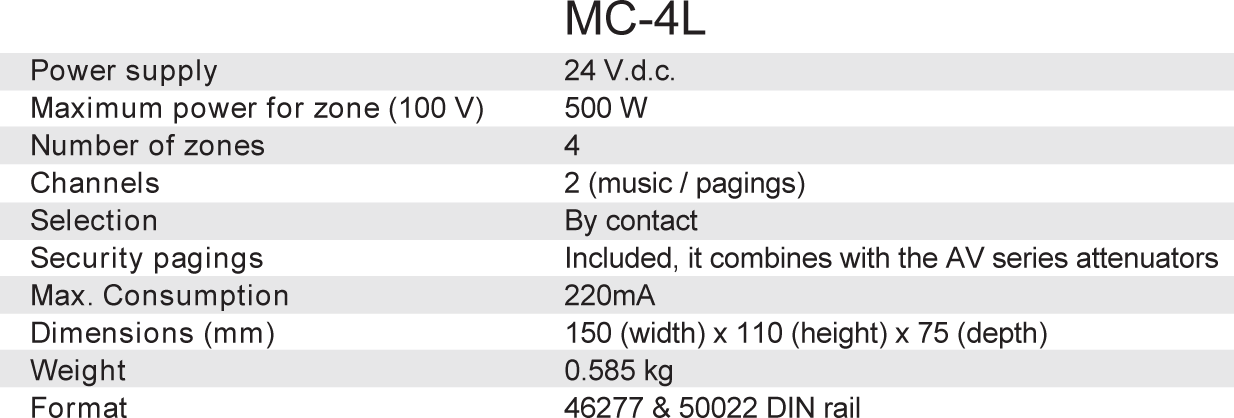 MC-4L
Power supply 24 V.d.c.
Maximum power for zone (100 V) 500 W
Number of zones 4
Channels 2 (music / pagings)
Selection By contact
Security pagings Included, it combines with the AV series attenuators
Max. Consumption 220mA
Dimensions (mm) 150 (width) x 110 (height) x 75 (depth)
Weight 0.585 kg
Format 46277 & 50022 DIN rail